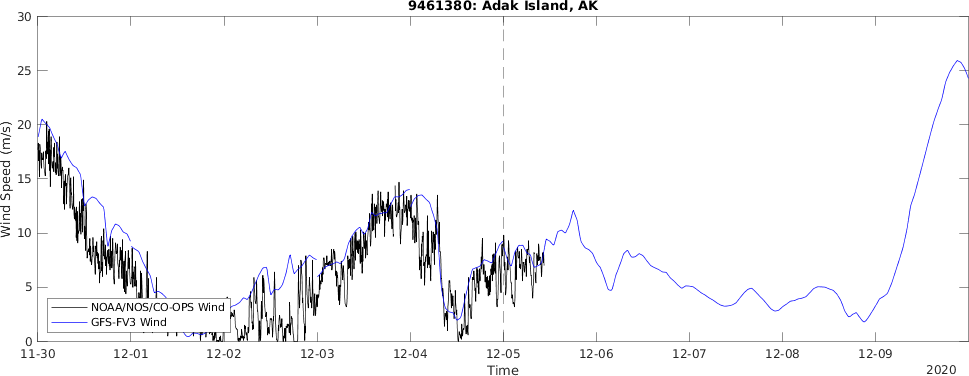 9461380: Adak Island, AK
30
25
20
15
10
5
0
Wind Speed (m/s)
NOAA/NOS/CO-OPS Wind
GFS-FV3 Wind
11-30 12-01 12-02 12-03 12-04 12-05 12-06 12-07 12-08 12-09
Time
2020